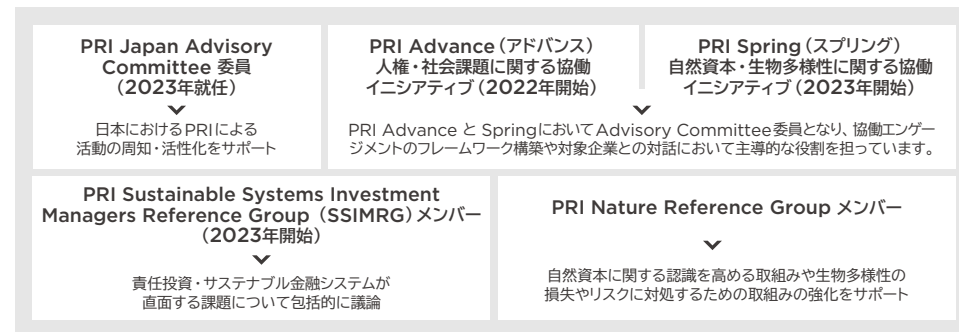 PRI Japan Advisory
Committee 委員
（2023年就任）
日本におけるPRIによる
活動の周知・活性化をサポート
PRI Advance（アドバンス）
人権・社会課題に関する協働
イニシアティブ（2022年開始）
PRI Spring（スプリング）
自然資本・生物多様性に関する協働
イニシアティブ（2023年開始）
PRI Advance と SpringにおいてAdvisory Committee委員となり、協働エンゲー
ジメントのフレームワーク構築や対象企業との対話において主導的な役割を担っています。
PRI Sustainable Systems Investment
Managers Reference Group（SSIMRG）メンバー
（2023年開始）
責任投資・サステナブル金融システムが
直面する課題について包括的に議論
PRI Nature Reference Group メンバー
自然資本に関する認識を高める取組みや生物多様性の
損失やリスクに対処するための取組みの強化をサポート